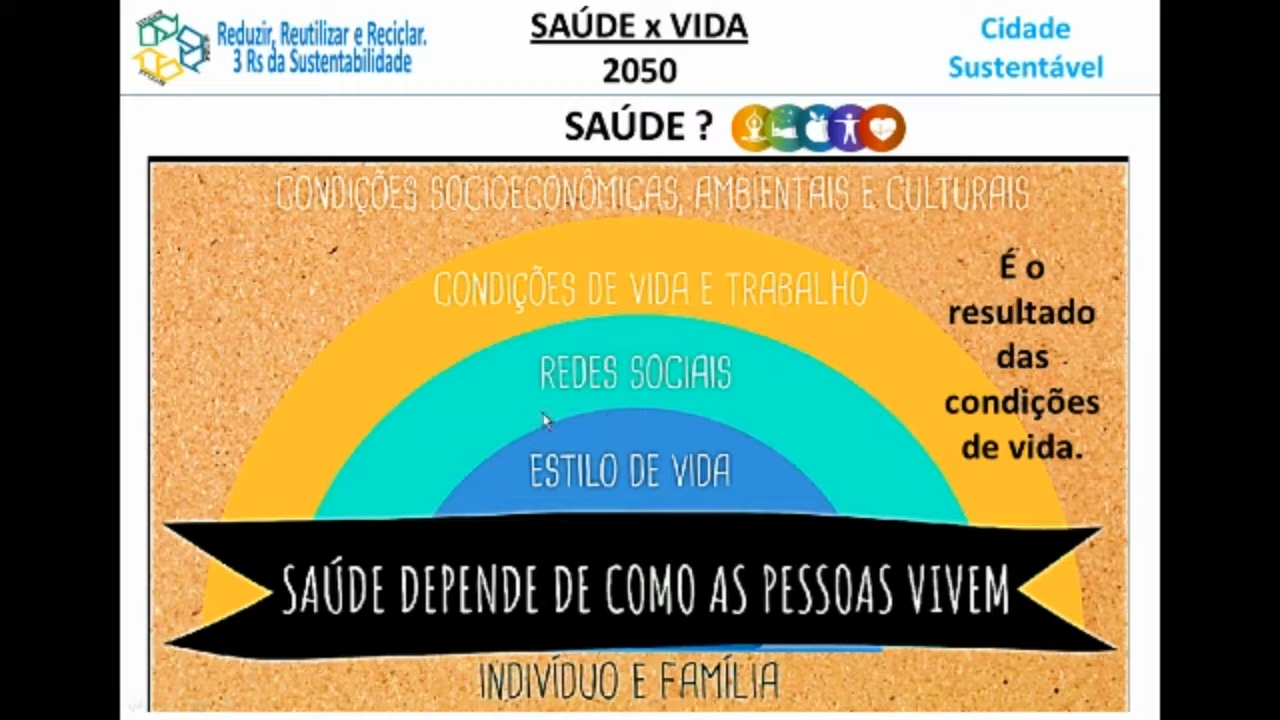 Reduzir, Reutilizar e Reciclar.
3 Rs da Sustentabilidade
SAÚDE x VIDA
2050
Cidade
Sustentável
SAÚDE ?
CONDIÇÕES SOCIOECONÔMICAS, AMBIENTAIS E CULTURAIS
CONDIÇÕES DE VIDA E TRABALHO
REDES SOCIAIS
ESTILO DE VIDA
É o
resultado
das
condições
de vida.
SAÚDE DEPENDE DE COMO AS PESSOAS VIVEM
INDIVÍDUO E FAMÍLIA